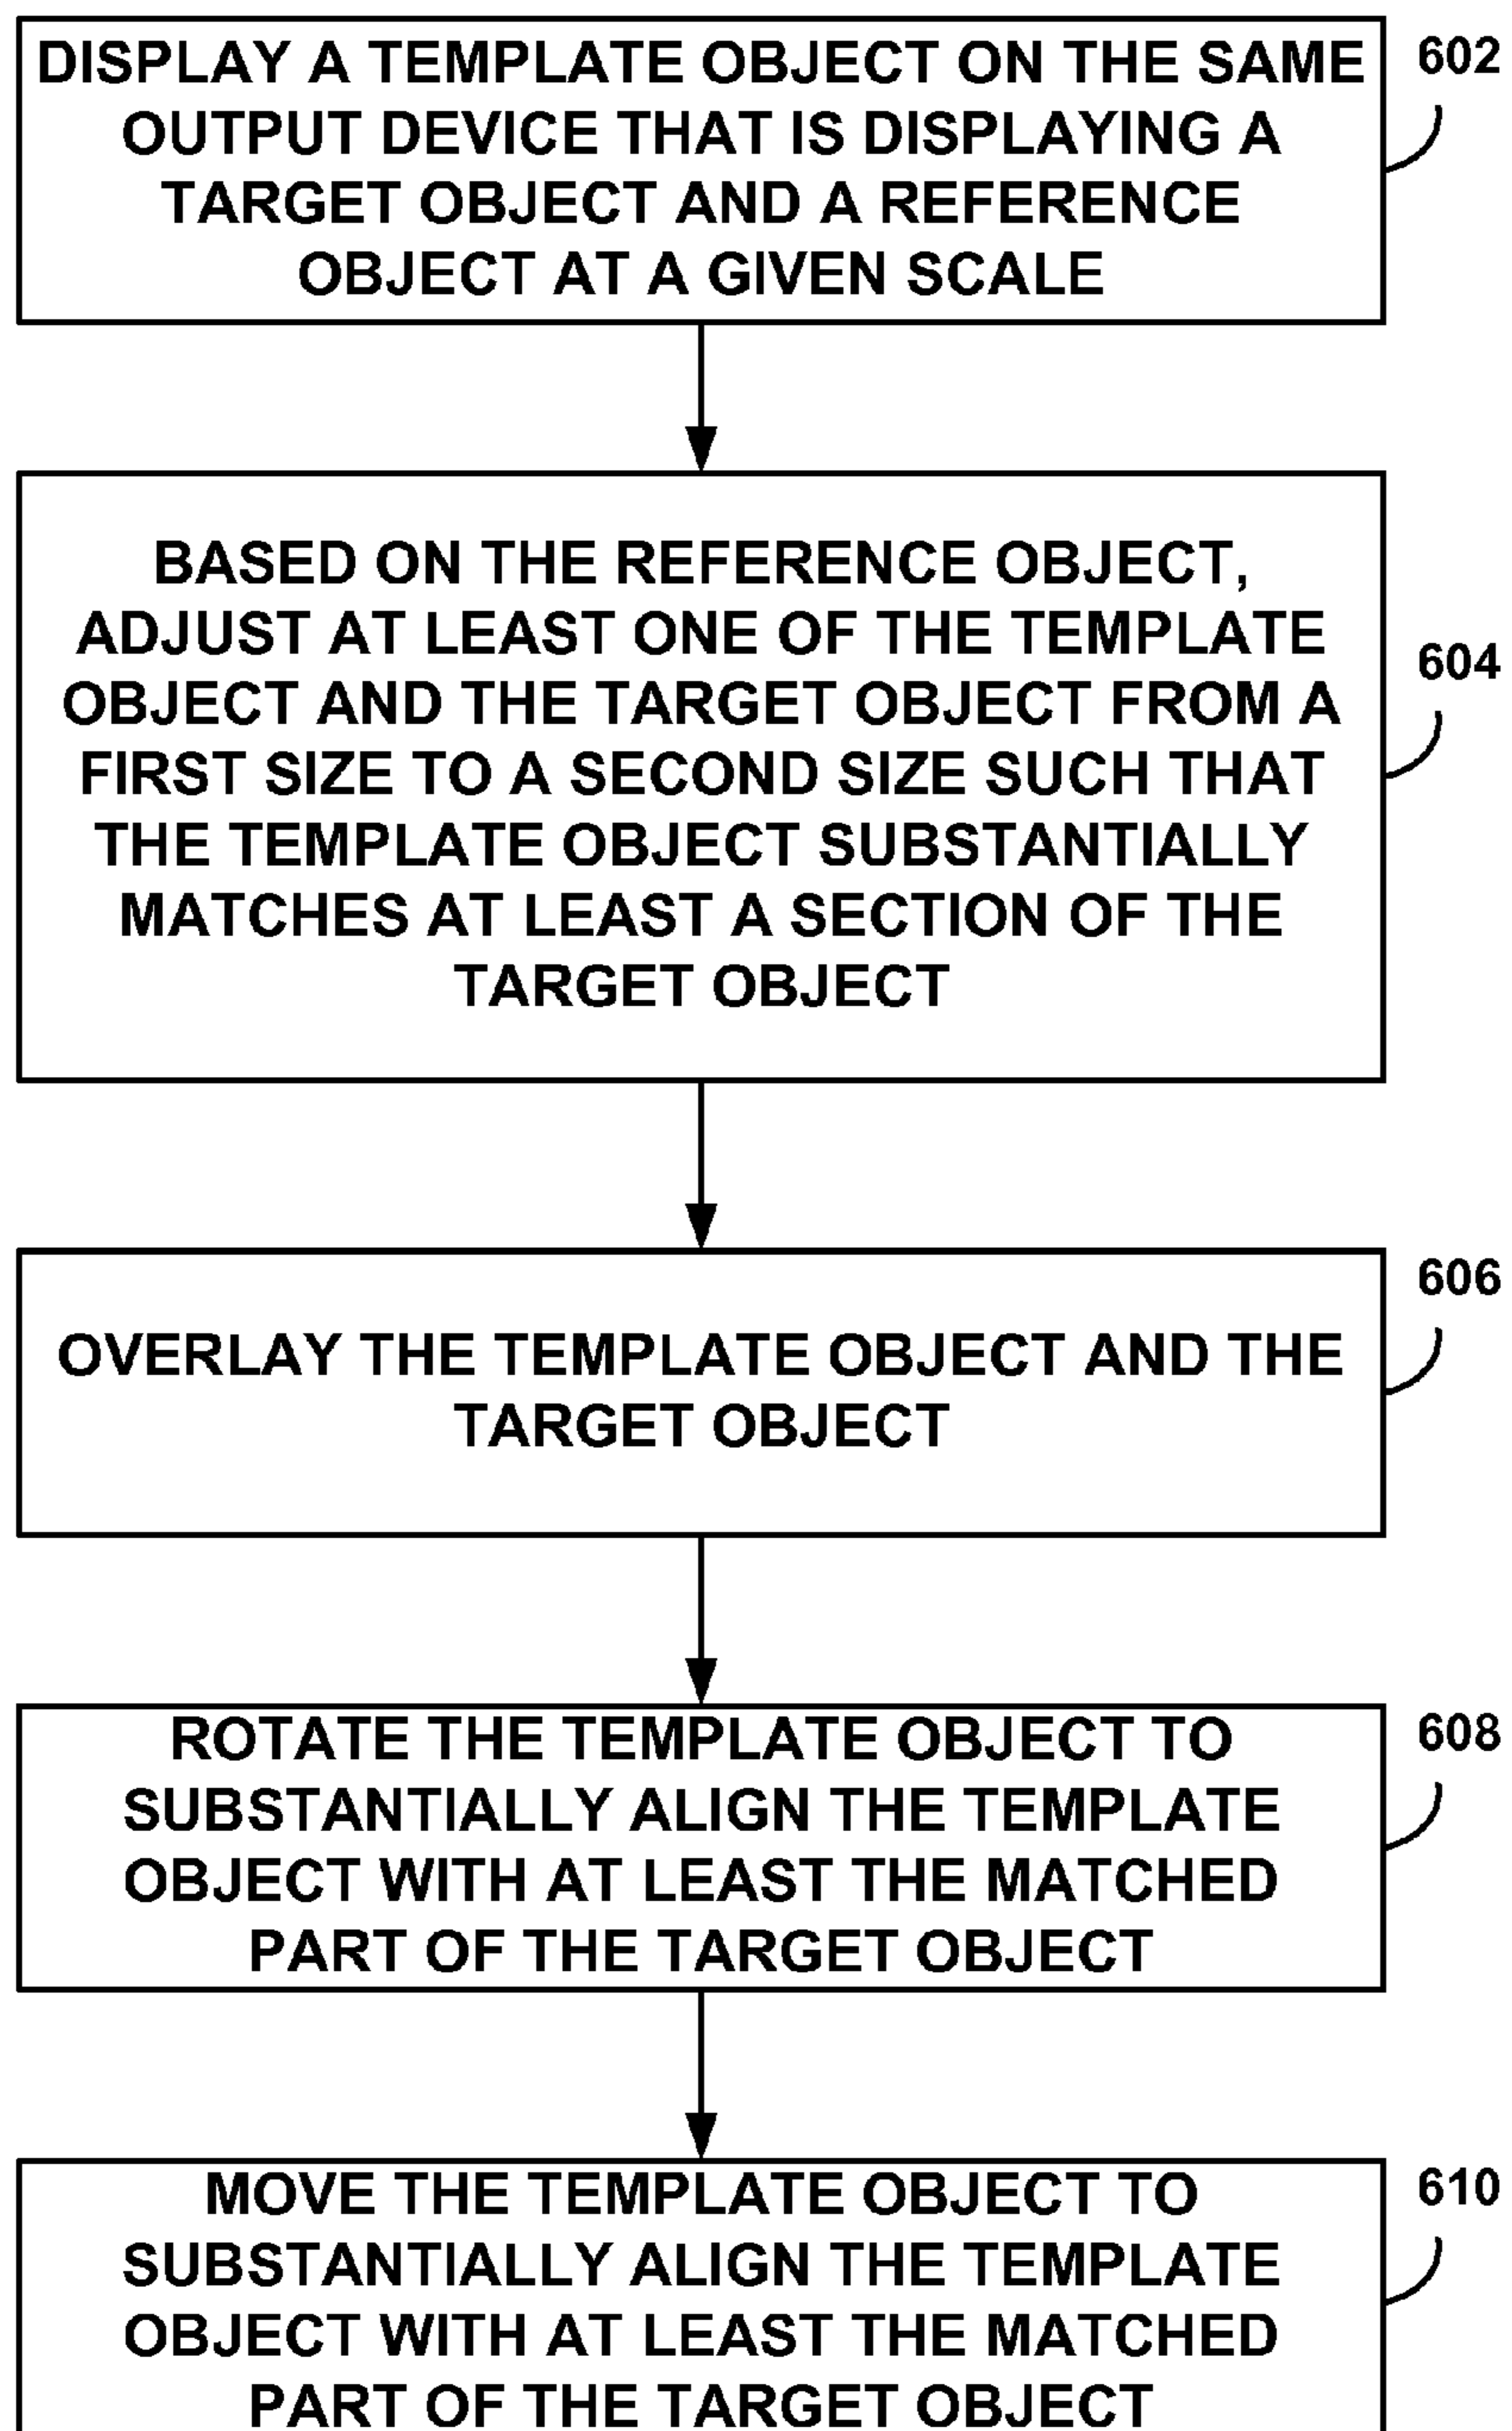 DISPLAY A TEMPLATE OBJECT ON THE SAME
OUTPUT DEVICE THAT IS DISPLAYING A
TARGET OBJECT AND A REFERENCE
OBJECT AT A GIVEN SCALE
602
BASED ON THE REFERENCE OBJECT,
ADJUST AT LEAST ONE OF THE TEMPLATE
OBJECT AND THE TARGET OBJECT FROM A
FIRST SIZE TO A SECOND SIZE SUCH THAT
THE TEMPLATE OBJECT SUBSTANTIALLY
MATCHES AT LEAST A SECTION OF THE
TARGET OBJECT
604
OVERLAY THE TEMPLATE OBJECT AND THE
TARGET OBJECT
606
ROTATE THE TEMPLATE OBJECT TO
SUBSTANTIALLY ALIGN THE TEMPLATE
OBJECT WITH AT LEAST THE MATCHED
PART OF THE TARGET OBJECT
608
MOVE THE TEMPLATE OBJECT TO
SUBSTANTIALLY ALIGN THE TEMPLATE
OBJECT WITH AT LEAST THE MATCHED
PART OF THE TARGET OBJECT
610